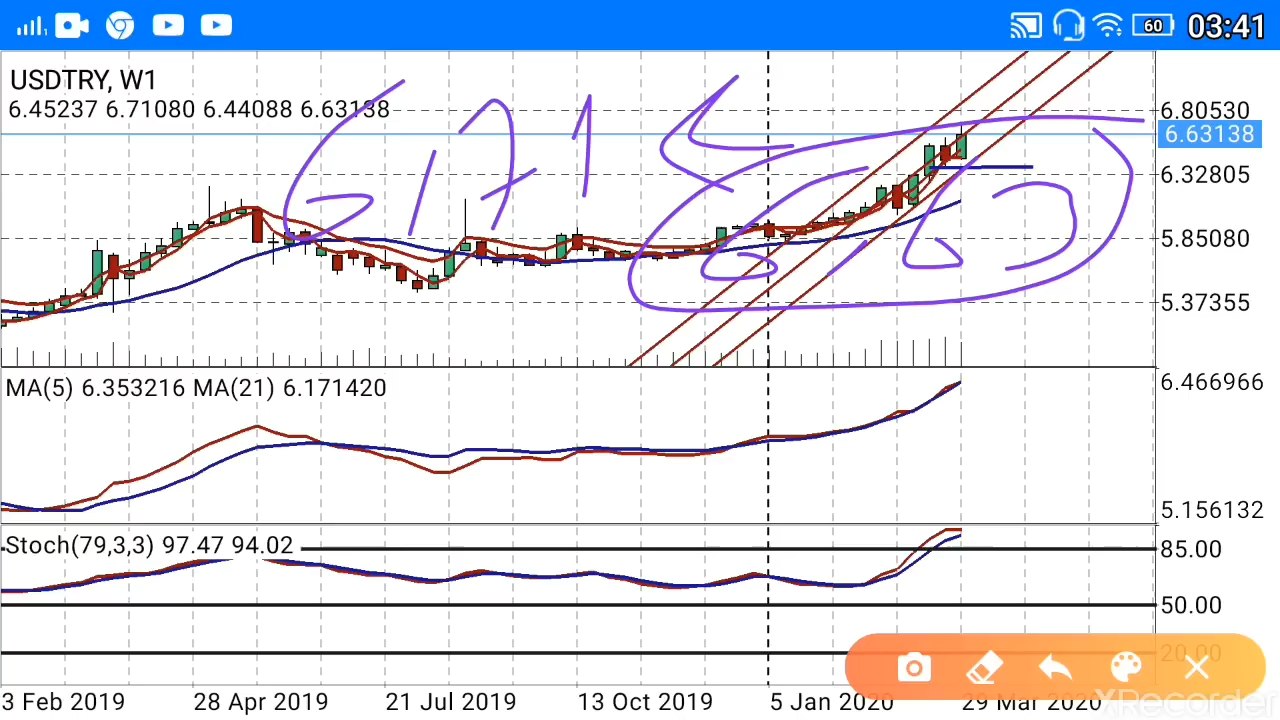 60 03:41
USDTRY, W1
6.45237 6.71080 6.44088 6.63138
6.80530
6.63138
6.32805
5.85080
5.37355
MA(5) 6.353216 MA(21) 6.171420
6.466966
5.156132
Stoch(79,3,3) 97.47 94.02
85.00
50.00
20.00
3 Feb 2019 28 Apr 2019 21 Jul 2019 13 Oct 2019 5 Jan 2020 29 Mar 2020
XRecorder